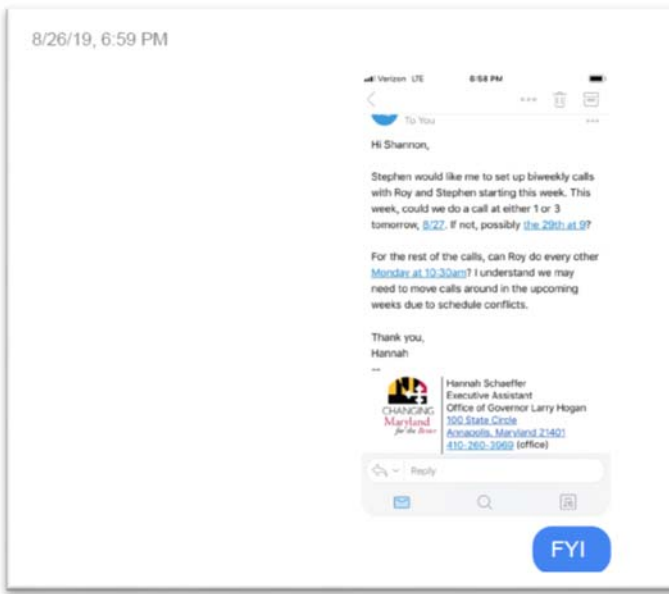 8/26/19, 6:59 PM
Verizon LTE 6:58 PM
To You
Hi Shannon,
Stephen would like me to set up biweekly calls
with Roy and Stephen starting this week. This
week, could we do a call at either 1 or 3
tomorrow, 8/27. If not, possibly the 29th at 9?
For the rest of the calls, can Roy do every other
Monday at 10:30am? I understand we may
need to move calls around in the upcoming
weeks due to schedule conflicts.
Thank you,
Hannah
--
CHANGING
Maryland
for the Better
Hannah Schaeffer
Executive Assistant
Office of Governor Larry Hogan
100 State Circle
Annapolis, Maryland 21401
410-260-3969 (office)
Reply
FYI